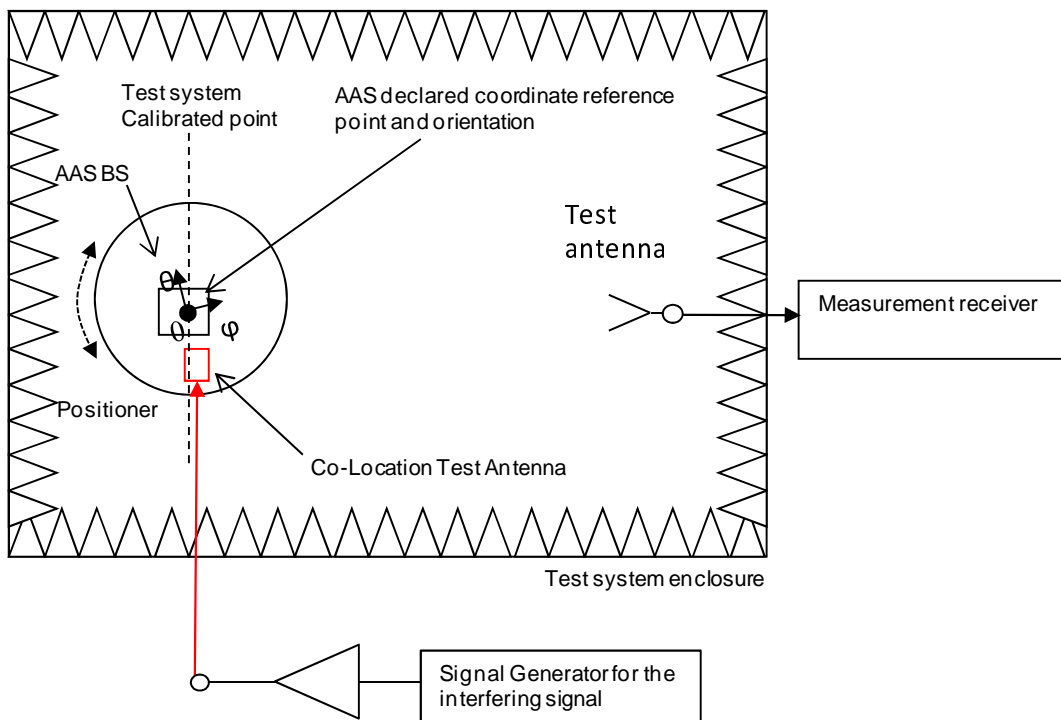 Test system
Calibrated point
AAS declared coordinate reference
point and orientation
AAS BS
Test
antenna
θ
θ
φ
Measurement receiver
Positioner
Co-Location Test Antenna
Test system enclosure
Signal Generator for the
interfering signal